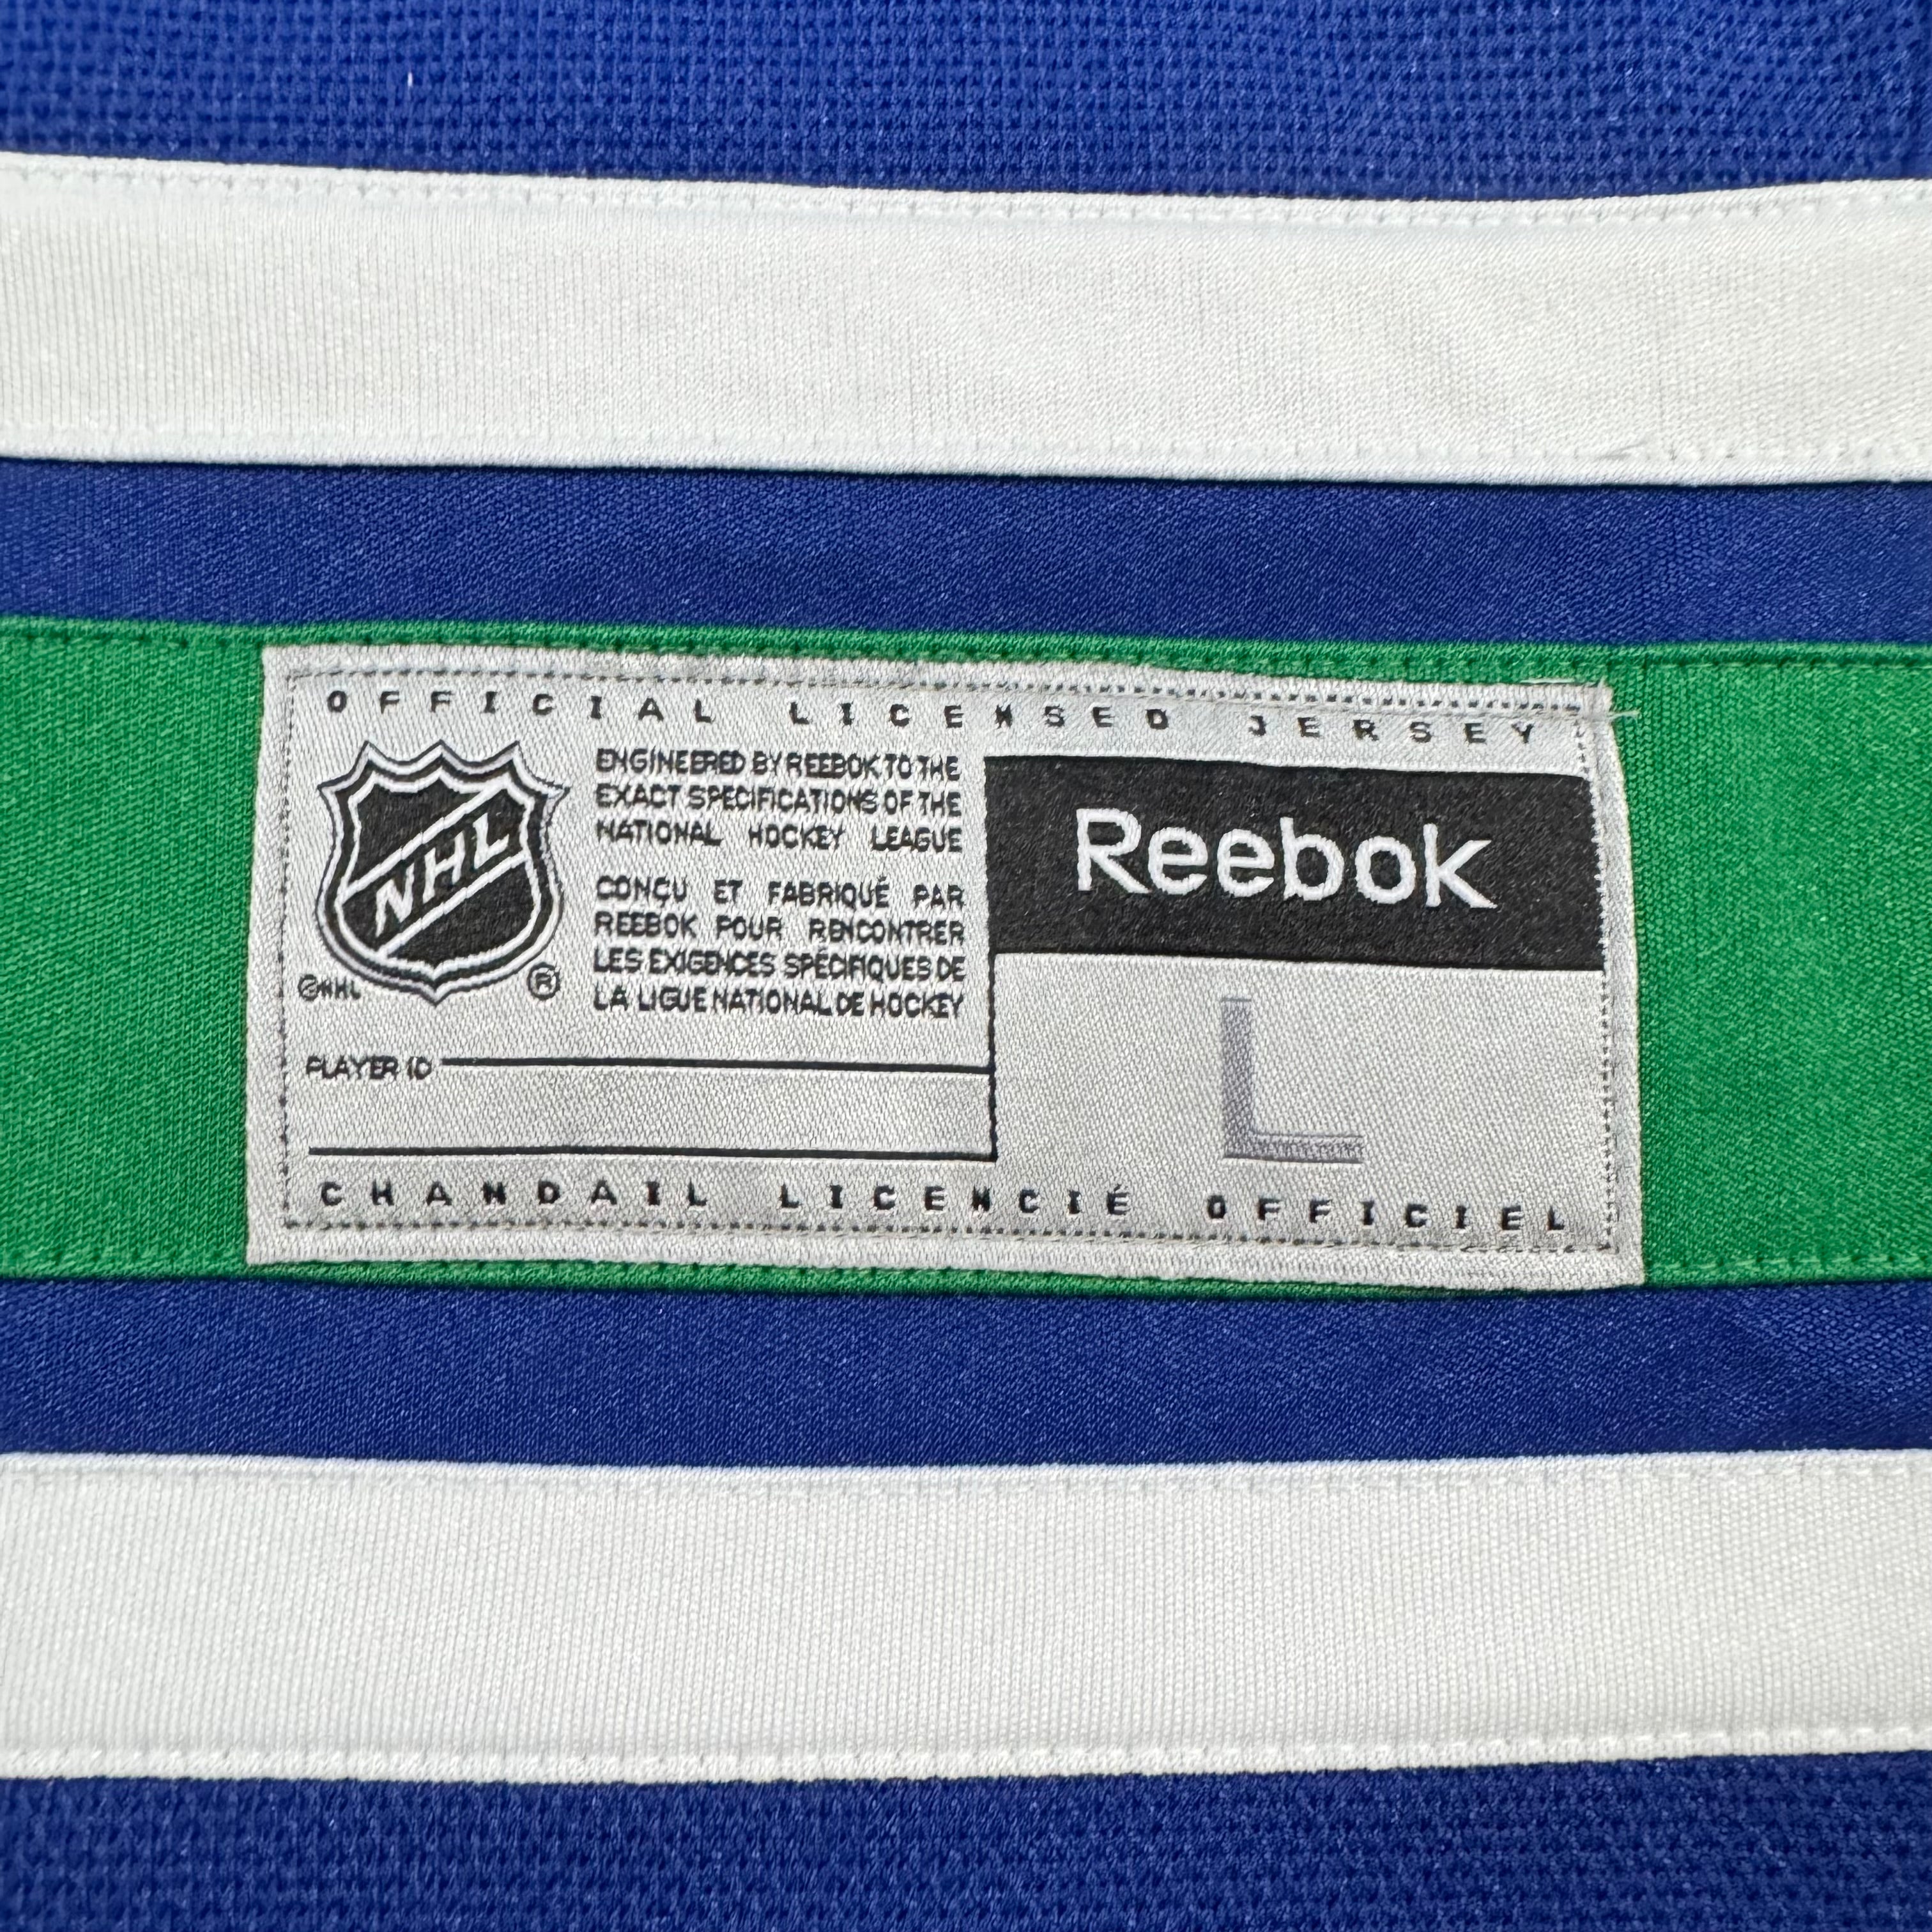 OFFICIAL LICENSED JERSEY
NHL
©NHL
®
ENGINEERED BY REEBOK TO THE
EXACT SPECIFICATIONS OF THE
NATIONAL HOCKEY LEAGUE
CONÇU ET FABRIQUÉ PAR
REEBOK POUR RENCONTRER
LES EXIGENCES SPÉCIFIQUES DE
LA LIGUE NATIONAL DE HOCKEY
Reebok
L
PLAYER ID
CHANDAIL LICENCIÉ OFFICIEL